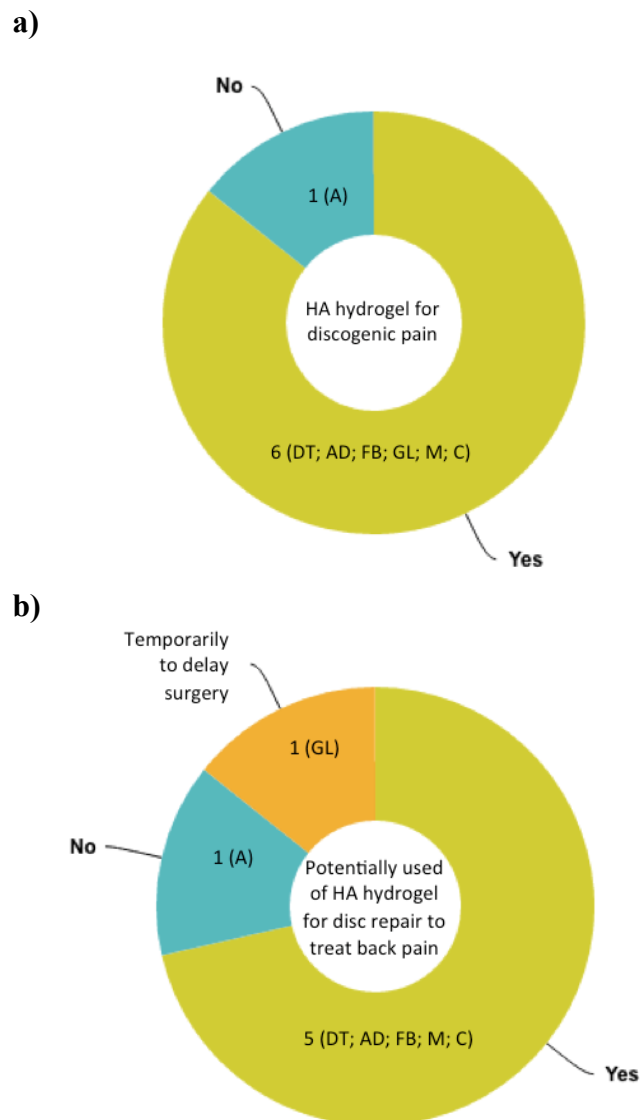 a)
No
1 (A)
HA hydrogel for
discogenic pain
6 (DT; AD; FB; GL; M; C)
Yes
b)
Temporarily
to delay
surgery
1 (GL)
No
1 (A)
Potentially used
of HA hydrogel
for disc repair to
treat back pain
5 (DT; AD; FB; M; C)
Yes